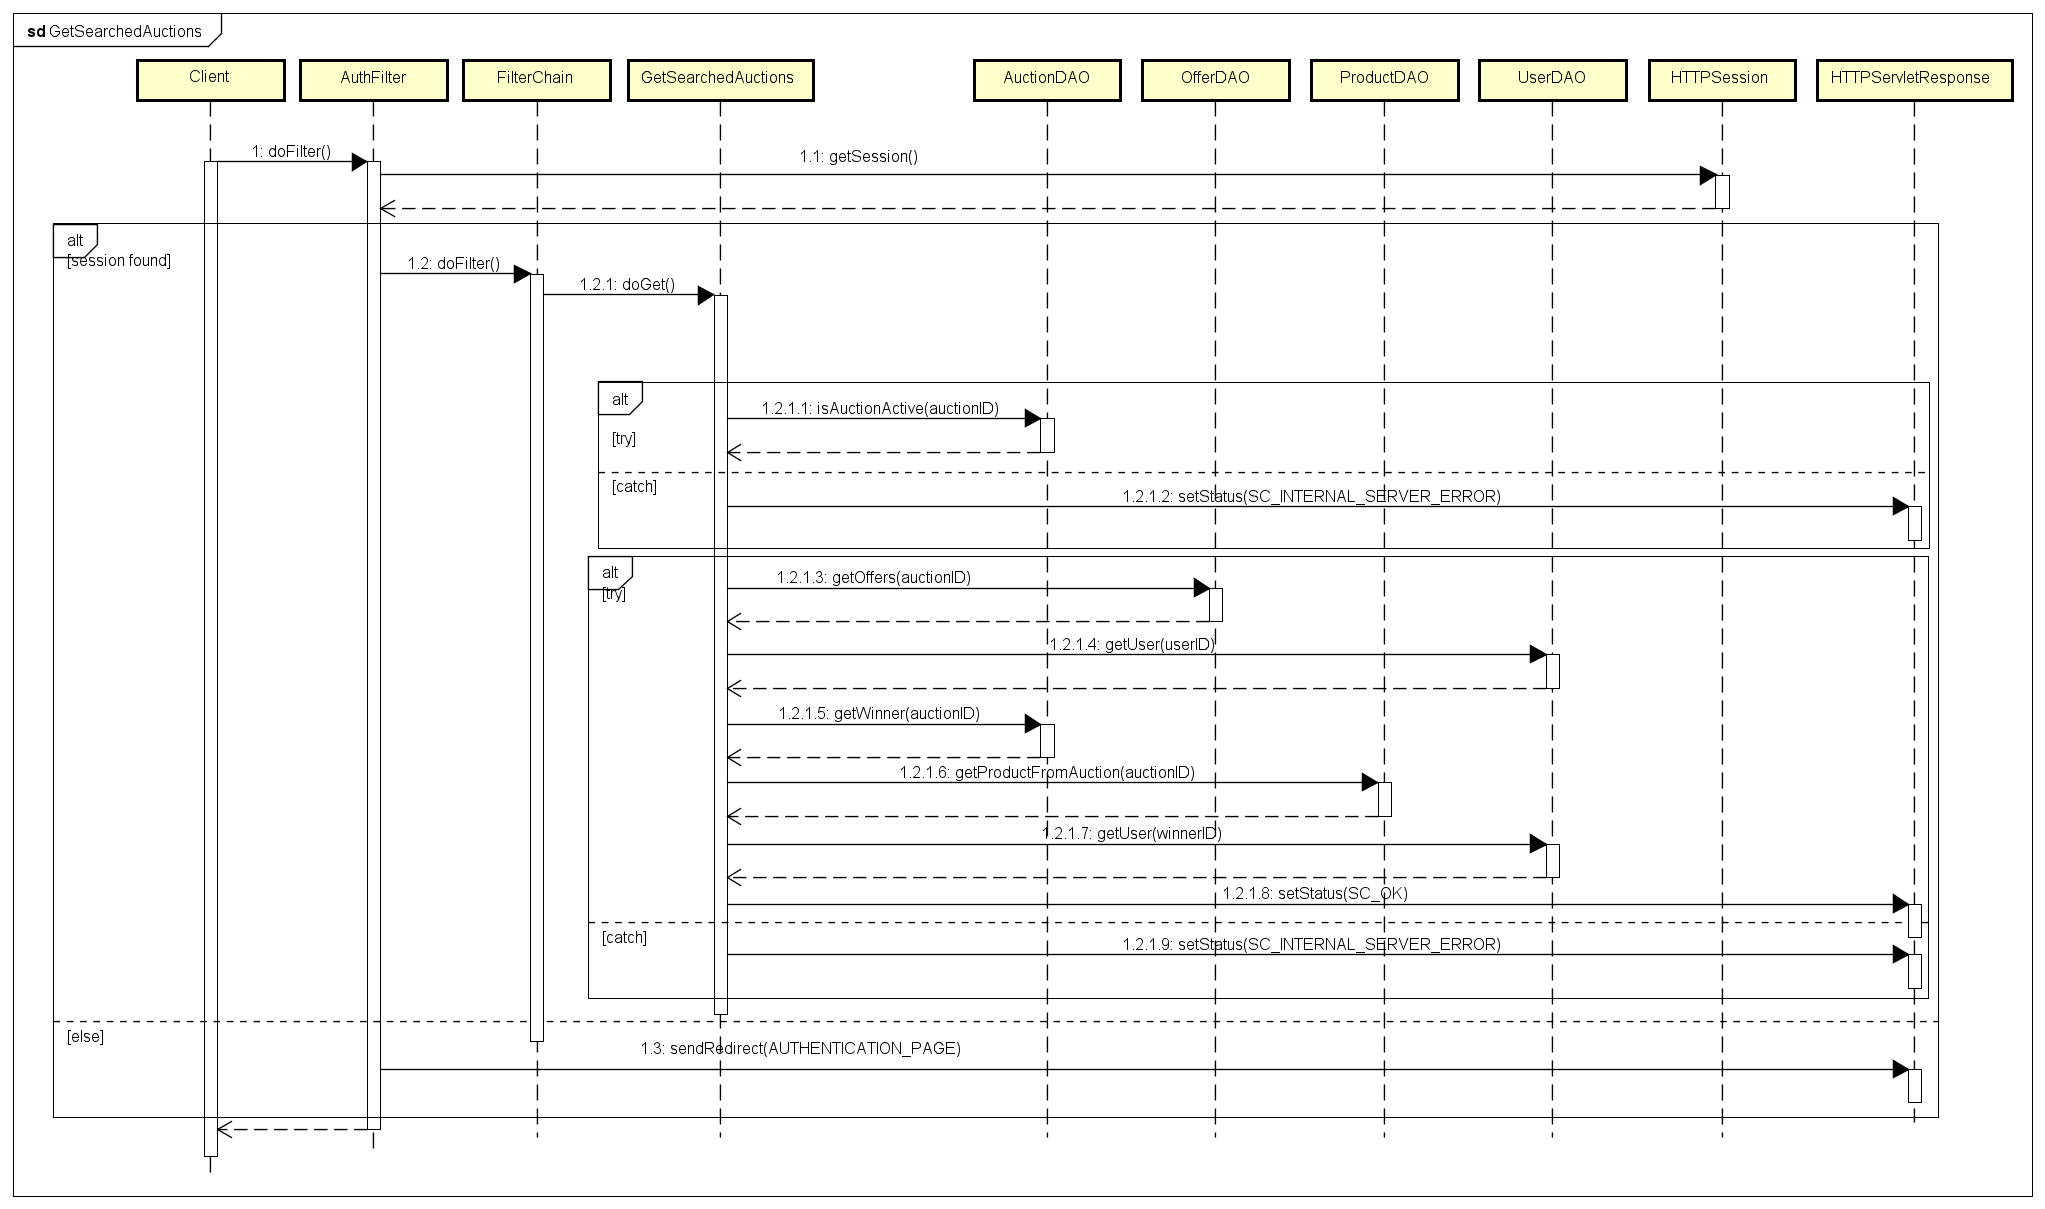 sd GetSearchedAuctions
Client
AuthFilter
FilterChain
GetSearchedAuctions
AuctionDAO
OfferDAO
ProductDAO
UserDAO
HTTPSession
HTTPServletResponse
1: doFilter()
1.1: getSession()
alt
[session found]
1.2: doFilter()
1.2.1: doGet()
alt
1.2.1.1: isAuctionActive(auctionID)
[try]
[catch]
1.2.1.2: setStatus(SC_INTERNAL_SERVER_ERROR)
alt
1.2.1.3: getOffers(auctionID)
[try]
1.2.1.4: getUser(userID)
1.2.1.5: getWinner(auctionID)
1.2.1.6: getProductFromAuction(auctionID)
1.2.1.7: getUser(winnerID)
1.2.1.8: setStatus(SC_OK)
[catch]
1.2.1.9: setStatus(SC_INTERNAL_SERVER_ERROR)
[else]
1.3: sendRedirect(AUTHENTICATION_PAGE)